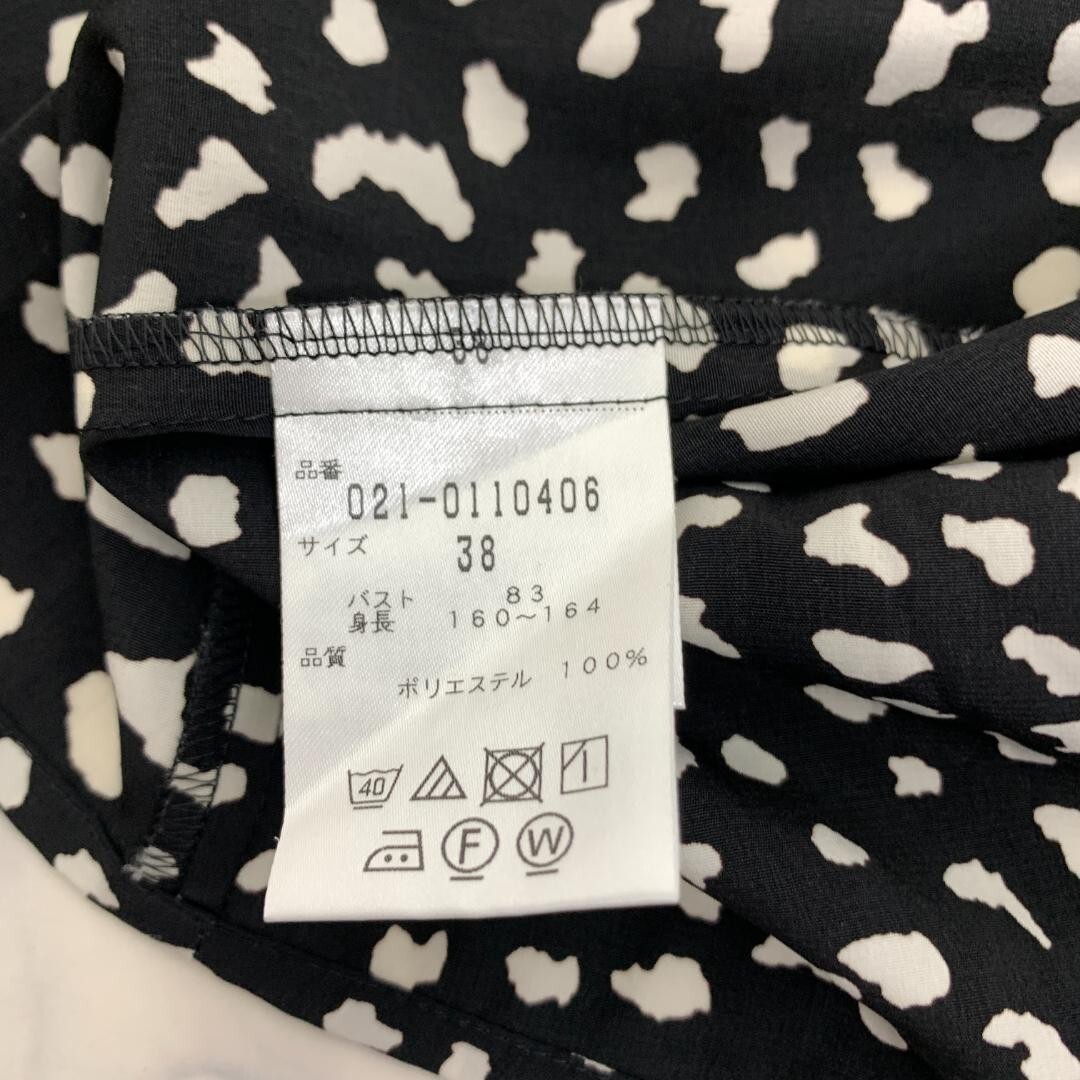 38
品番
021-0110406
サイズ 38
バスト 83
身長 160〜164
品質
ポリエステル 100%
40
F W